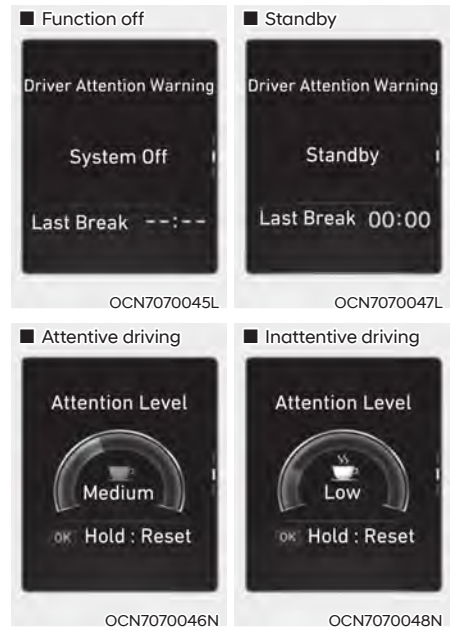 ■ Function off
Driver Attention Warning
System Off
Last Break --:--
OCN7070045L
■ Standby
Driver Attention Warning
Standby
Last Break 00:00
OCN7070047L
■ Attentive driving
Attention Level
Medium
OK Hold : Reset
OCN7070046N
■ Inattentive driving
Attention Level
Low
OK Hold : Reset
OCN7070048N